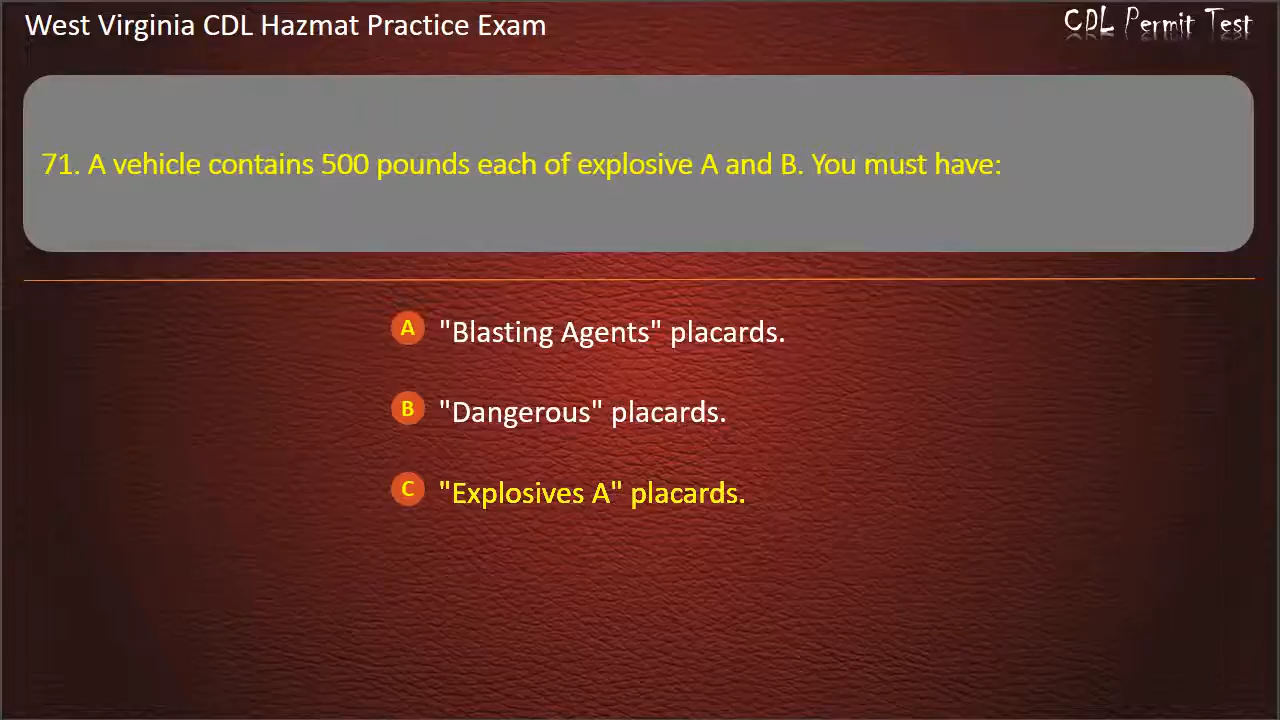 West Virginia CDL Hazmat Practice Exam
CDL Permit Test
71. A vehicle contains 500 pounds each of explosive A and B. You must have:
A "Blasting Agents" placards.
B "Dangerous" placards.
C "Explosives A" placards.